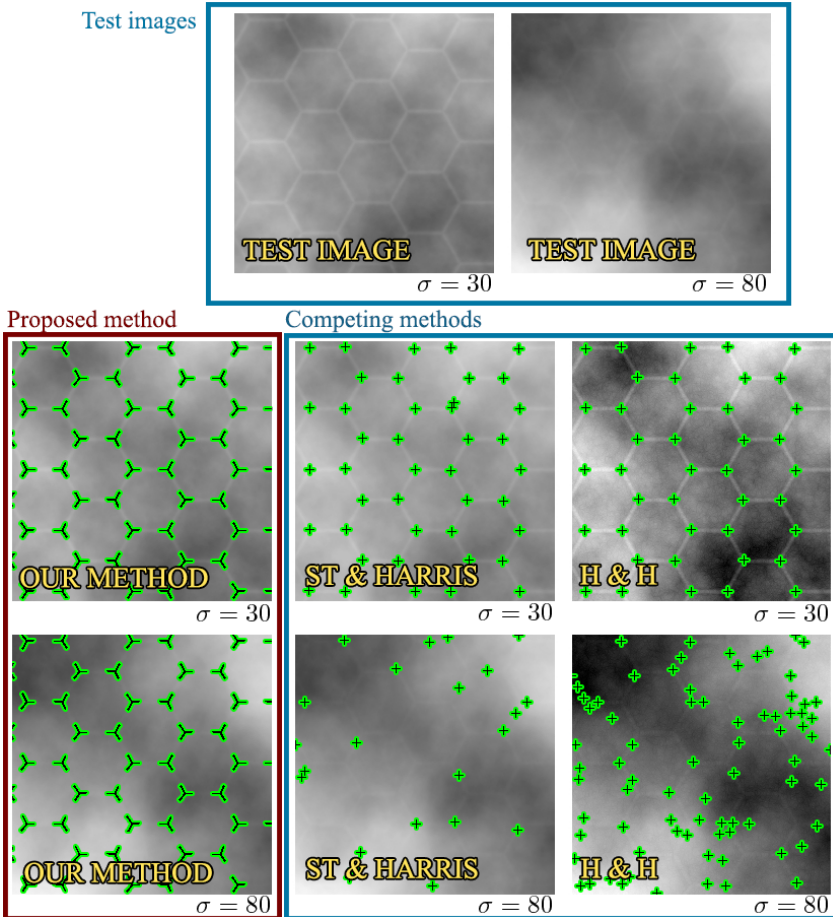 Test images
TEST IMAGE
σ = 30
TEST IMAGE
σ = 80
Proposed method
Competing methods
OUR METHOD
σ = 30
ST & HARRIS
σ = 30
H & H
σ = 30
OUR METHOD
σ = 80
ST & HARRIS
σ = 80
H & H
σ = 80